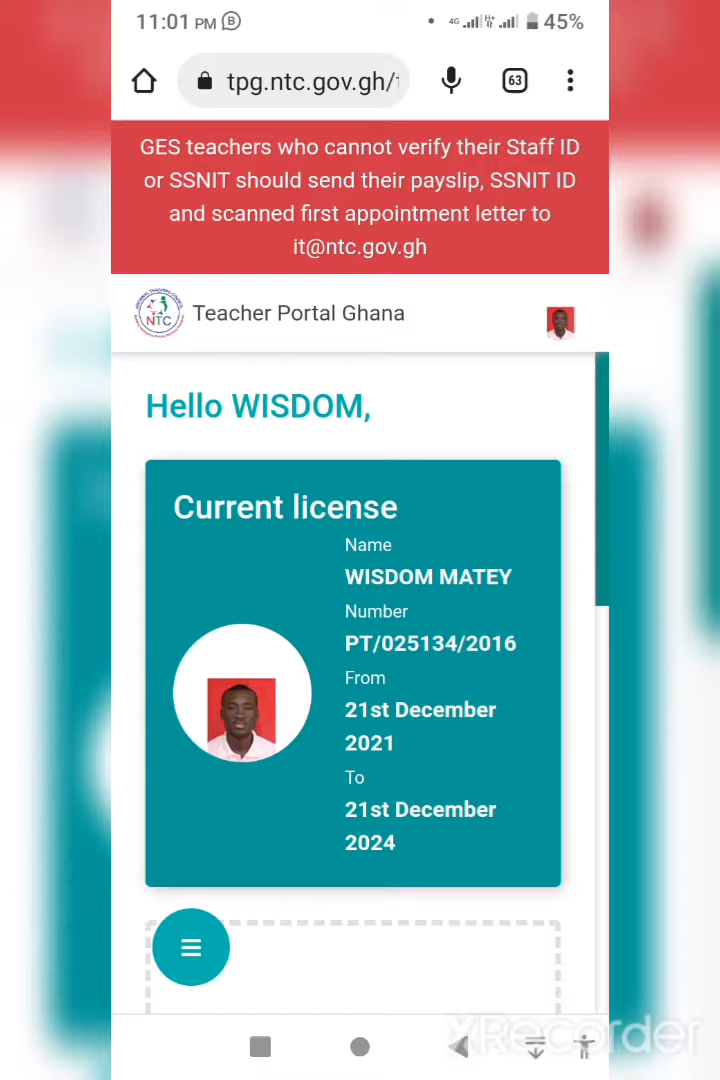 11:01 PM B 4G H+ 45%
tpg.ntc.gov.gh/ 63
GES teachers who cannot verify their Staff ID
or SSNIT should send their payslip, SSNIT ID
and scanned first appointment letter to
it@ntc.gov.gh
NTC Teacher Portal Ghana
Hello WISDOM,
Current license
Name
WISDOM MATEY
Number
PT/025134/2016
From
21st December
2021
To
21st December
2024
XRecorder